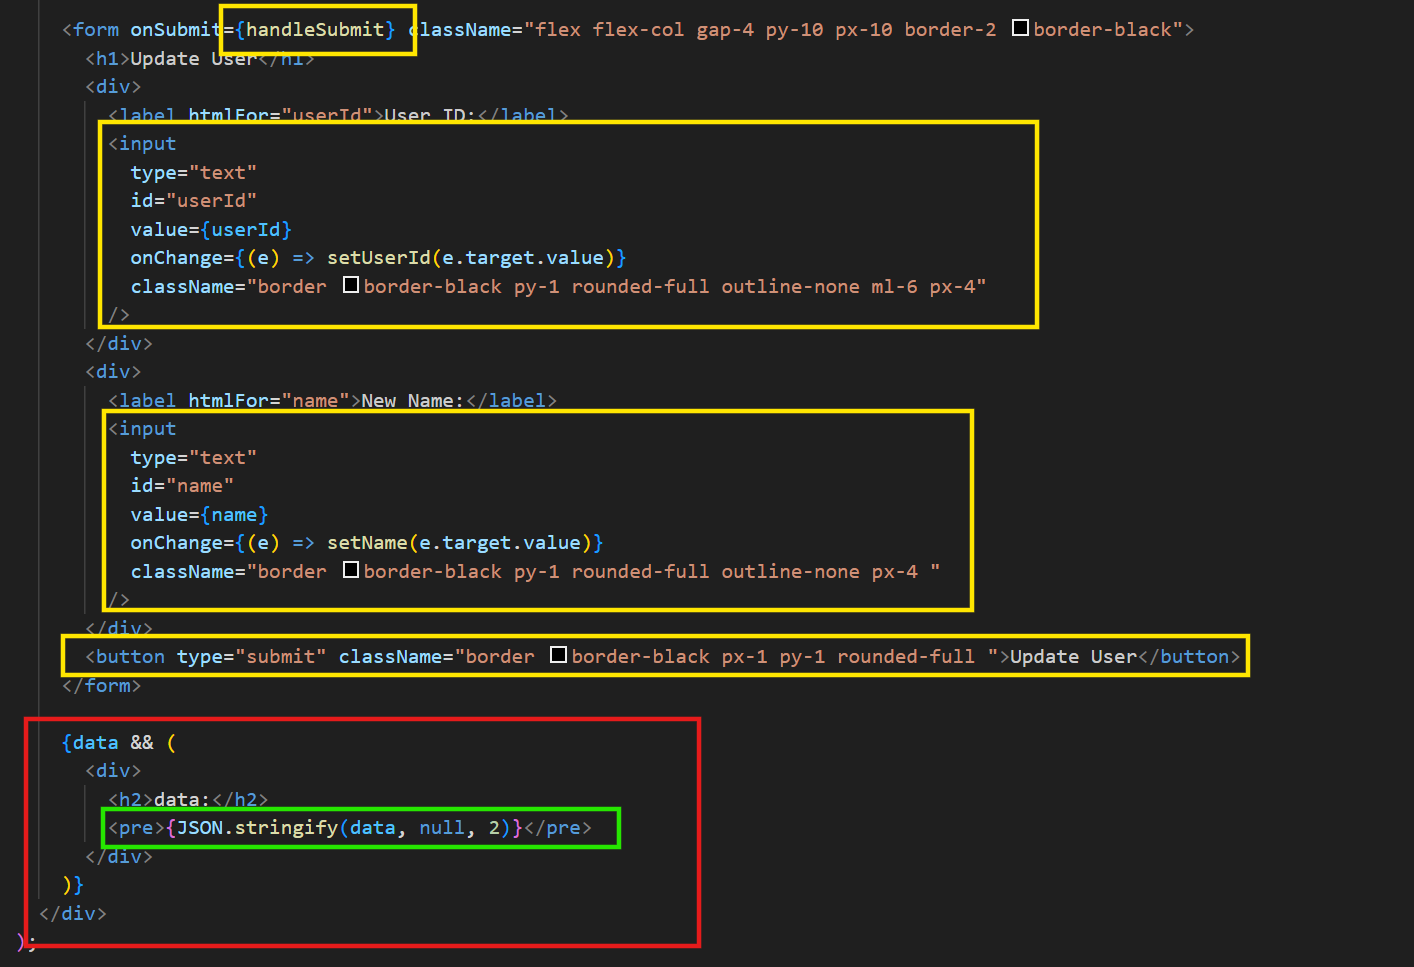 <form onSubmit={handleSubmit} className="flex flex-col gap-4 py-10 px-10 border-2 border-black">
<h1>Update User</h1>
<div>
<label htmlFor="userId">User ID:</label>
<input
type="text"
id="userId"
value={userId}
onChange={(e) => setUserId(e.target.value)}
className="border border-black py-1 rounded-full outline-none ml-6 px-4"
/>
</div>
<div>
<label htmlFor="name">New Name:</label>
<input
type="text"
id="name"
value={name}
onChange={(e) => setName(e.target.value)}
className="border border-black py-1 rounded-full outline-none px-4 "
/>
</div>
<button type="submit" className="border border-black px-1 py-1 rounded-full ">Update User</button>
</form>
{data && (
<div>
<h2>data:</h2>
<pre>{JSON.stringify(data, null, 2)}</pre>
</div>
)}
</div>
);